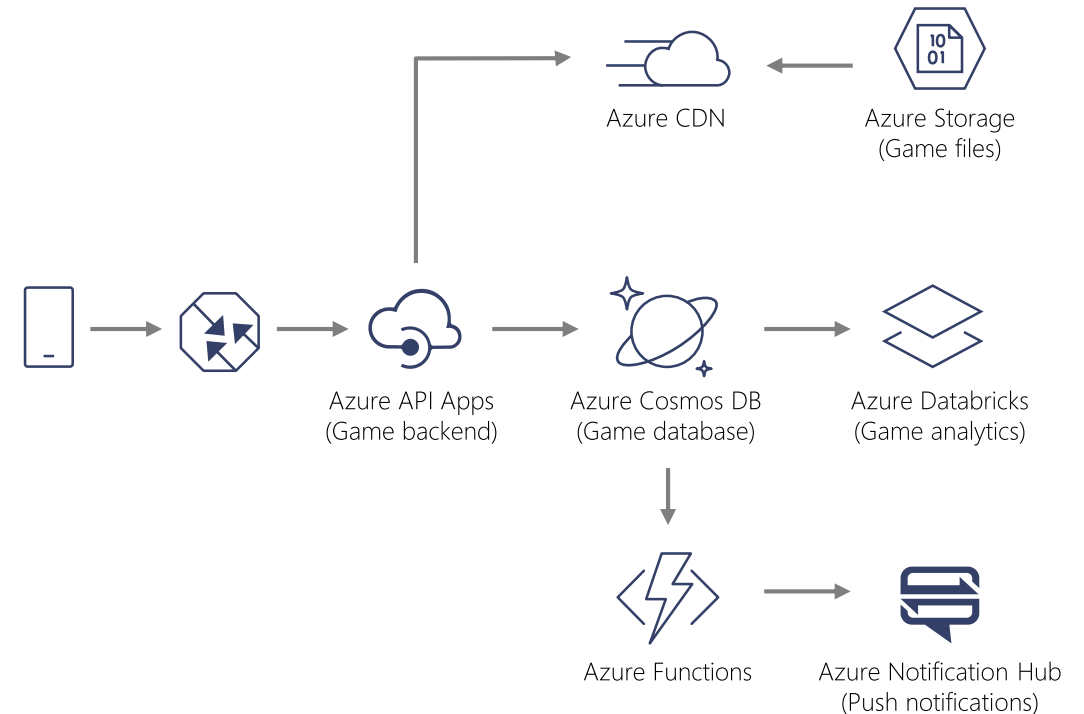 10
01
Azure CDN
Azure Storage
(Game files)
Azure API Apps
(Game backend)
Azure Cosmos DB
(Game database)
Azure Databricks
(Game analytics)
Azure Functions
Azure Notification Hub
(Push notifications)